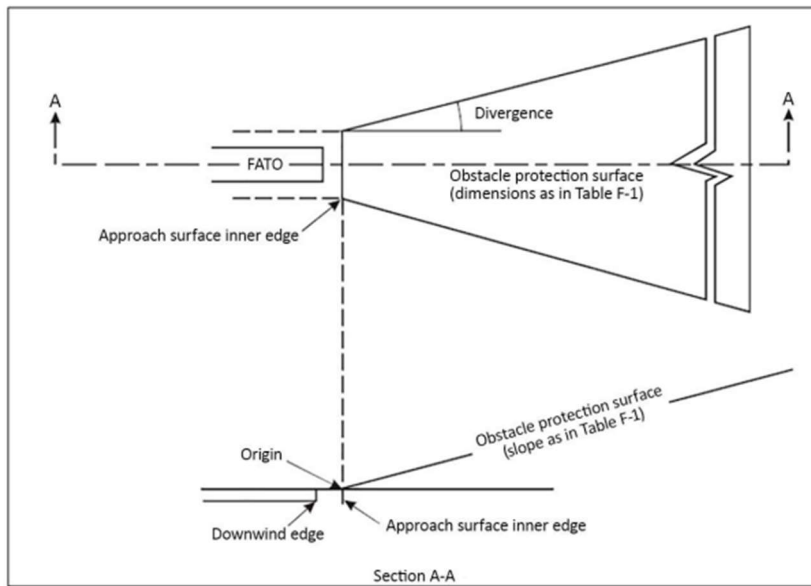 A
A
Divergence
FATO
Obstacle protection surface
(dimensions as in Table F-1)
Approach surface inner edge
Obstacle protection surface
(slope as in Table F-1)
Origin
Downwind edge
Approach surface inner edge
Section A-A